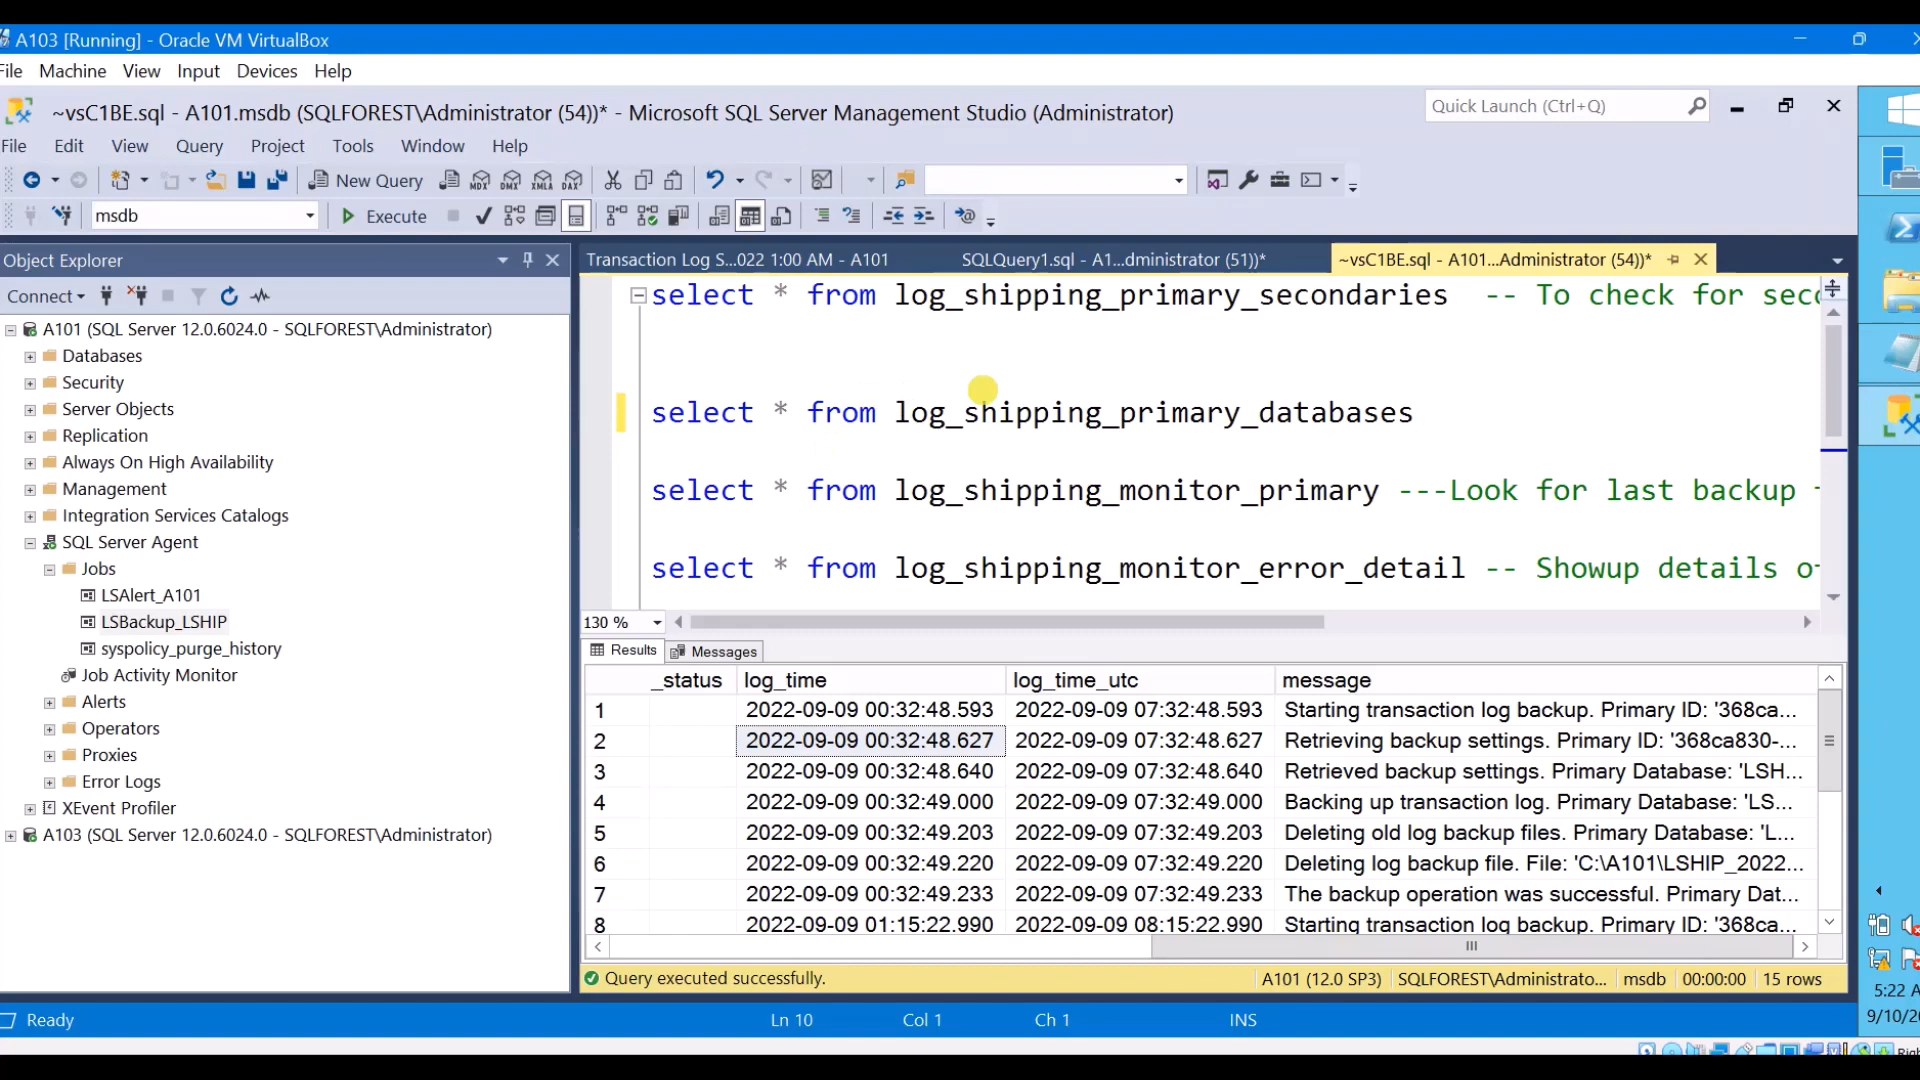 A103 [Running] - Oracle VM VirtualBox
File Machine View Input Devices Help
~vsC1BE.sql - A101.msdb (SQLFOREST\Administrator (54))* - Microsoft SQL Server Management Studio (Administrator)
Quick Launch (Ctrl+Q)
File Edit View Query Project Tools Window Help
New Query
MDX DMX XMLA DAX
msdb
Execute
Object Explorer
Connect
A101 (SQL Server 12.0.6024.0 - SQLFOREST\Administrator)
Databases
Security
Server Objects
Replication
Always On High Availability
Management
Integration Services Catalogs
SQL Server Agent
Jobs
LSAlert_A101
LSBackup_LSHIP
syspolicy_purge_history
Job Activity Monitor
Alerts
Operators
Proxies
Error Logs
XEvent Profiler
A103 (SQL Server 12.0.6024.0 - SQLFOREST\Administrator)
Transaction Log S...022 1:00 AM - A101
SQLQuery1.sql - A1...dministrator (51))*
~vsC1BE.sql - A101...Administrator (54))*
select * from log_shipping_primary_secondaries -- To check for seco
select * from log_shipping_primary_databases
select * from log_shipping_monitor_primary ---Look for last backup
select * from log_shipping_monitor_error_detail -- Showup details o
130 %
Results Messages
_status log_time log_time_utc message
1 2022-09-09 00:32:48.593 2022-09-09 07:32:48.593 Starting transaction log backup. Primary ID: '368ca...
2 2022-09-09 00:32:48.627 2022-09-09 07:32:48.627 Retrieving backup settings. Primary ID: '368ca830-...
3 2022-09-09 00:32:48.640 2022-09-09 07:32:48.640 Retrieved backup settings. Primary Database: 'LSH...
4 2022-09-09 00:32:49.000 2022-09-09 07:32:49.000 Backing up transaction log. Primary Database: 'LS...
5 2022-09-09 00:32:49.203 2022-09-09 07:32:49.203 Deleting old log backup files. Primary Database: 'L...
6 2022-09-09 00:32:49.220 2022-09-09 07:32:49.220 Deleting log backup file. File: 'C:\A101\LSHIP_2022...
7 2022-09-09 00:32:49.233 2022-09-09 07:32:49.233 The backup operation was successful. Primary Dat...
8 2022-09-09 01:15:22.990 2022-09-09 08:15:22.990 Starting transaction log backup. Primary ID: '368ca...
Query executed successfully.
A101 (12.0 SP3) SQLFOREST\Administrato... msdb 00:00:00 15 rows
Ready
Ln 10 Col 1 Ch 1 INS
5:22 A
9/10/20
Righ